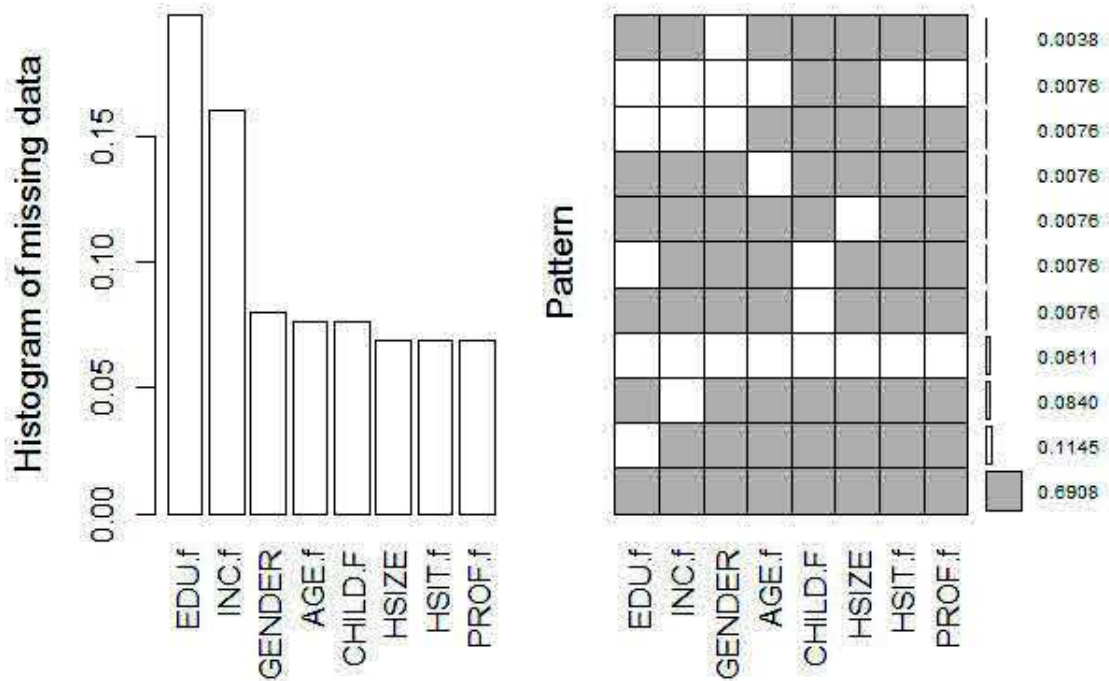 Histogram of missing data
0.15
0.10
0.05
0.00
EDU.f
INC.f
GENDER
AGE.f
CHILD.F
HSIZE
HSIT.f
PROF.f
Pattern
EDU.f
INC.f
GENDER
AGE.f
CHILD.F
HSIZE
HSIT.f
PROF.f
0.0038
0.0076
0.0076
0.0076
0.0076
0.0076
0.0076
0.0611
0.0840
0.1145
0.6908